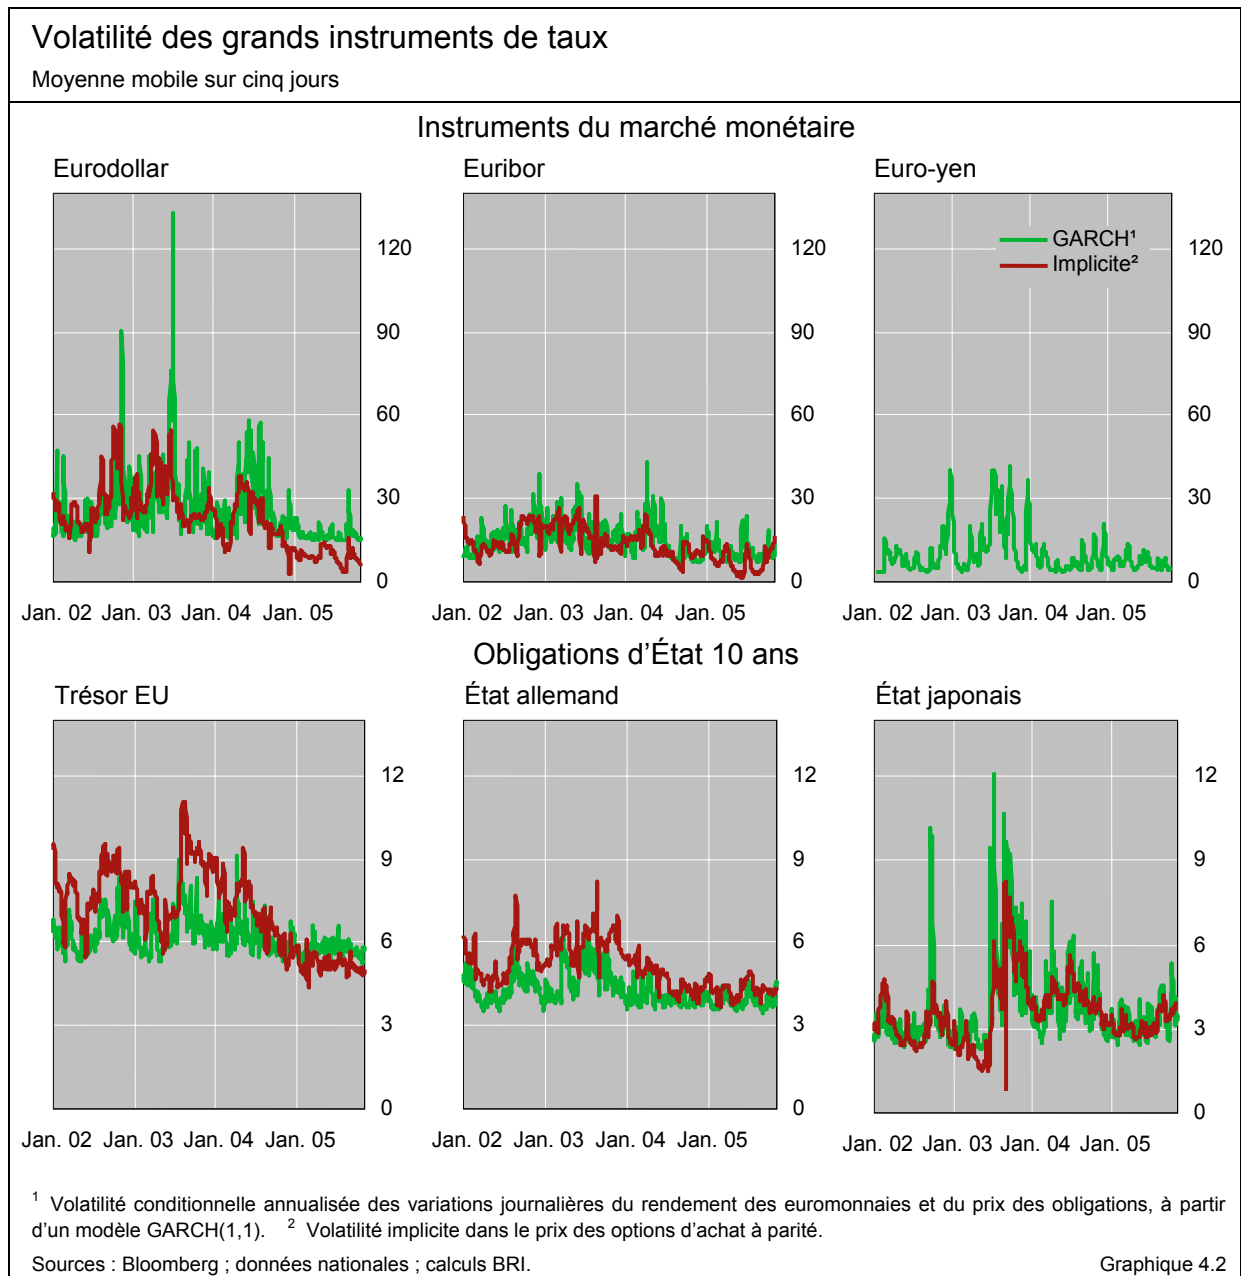 Volatilité des grands instruments de taux
Moyenne mobile sur cinq jours
Instruments du marché monétaire
Eurodollar
Euribor
Euro-yen
GARCH¹
Implicite²
120
90
60
30
0
120
90
60
30
0
120
90
60
30
0
Jan. 02 Jan. 03 Jan. 04 Jan. 05
Jan. 02 Jan. 03 Jan. 04 Jan. 05
Jan. 02 Jan. 03 Jan. 04 Jan. 05
Obligations d’État 10 ans
Trésor EU
État allemand
État japonais
12
9
6
3
0
12
9
6
3
0
12
9
6
3
0
Jan. 02 Jan. 03 Jan. 04 Jan. 05
Jan. 02 Jan. 03 Jan. 04 Jan. 05
Jan. 02 Jan. 03 Jan. 04 Jan. 05
¹ Volatilité conditionnelle annualisée des variations journalières du rendement des euromonnaies et du prix des obligations, à partir
d’un modèle GARCH(1,1). ² Volatilité implicite dans le prix des options d’achat à parité.
Sources : Bloomberg ; données nationales ; calculs BRI. Graphique 4.2